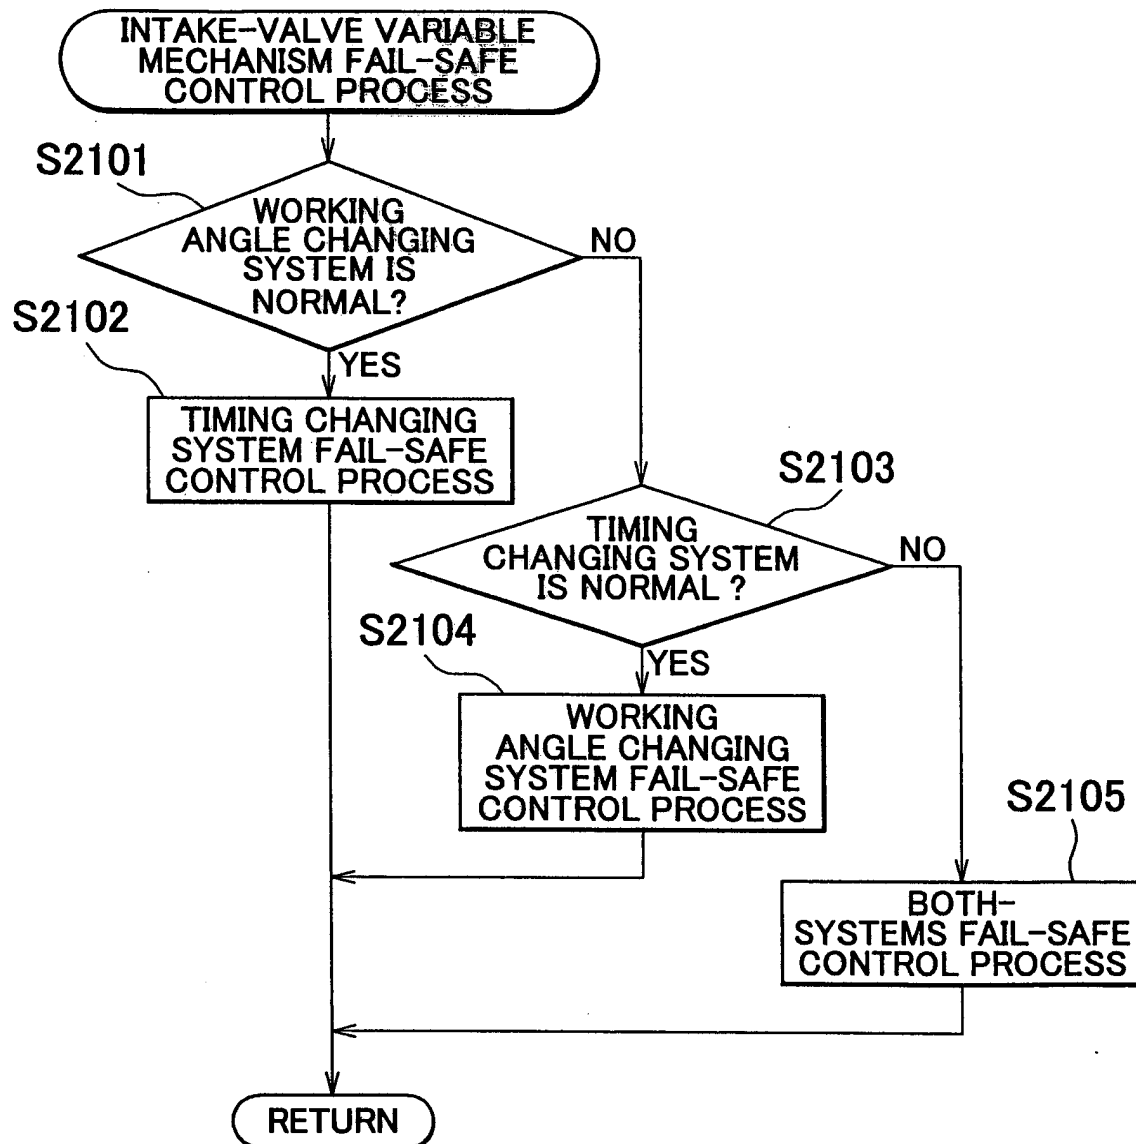 INTAKE-VALVE VARIABLE
MECHANISM FAIL-SAFE
CONTROL PROCESS
S2101
WORKING
ANGLE CHANGING
SYSTEM IS
NORMAL?
NO
S2102
YES
TIMING CHANGING
SYSTEM FAIL-SAFE
CONTROL PROCESS
S2103
TIMING
CHANGING SYSTEM
IS NORMAL ?
NO
S2104
YES
WORKING
ANGLE CHANGING
SYSTEM FAIL-SAFE
CONTROL PROCESS
S2105
BOTH-
SYSTEMS FAIL-SAFE
CONTROL PROCESS
RETURN